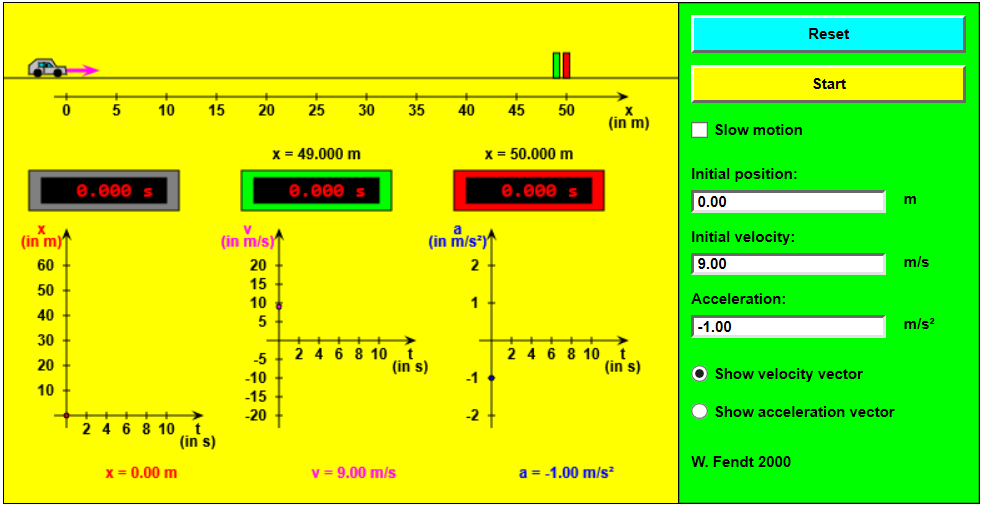 0 5 10 15 20 25 30 35 40 45 50 x
(in m)
x = 49.000 m
x = 50.000 m
0.000 s
0.000 s
0.000 s
x
(in m)
60
50
40
30
20
10
2 4 6 8 10 t
(in s)
x = 0.00 m
v
(in m/s)
20
15
10
5
2 4 6 8 10 t
(in s)
-5
-10
-15
-20
v = 9.00 m/s
a
(in m/s²)
2
1
2 4 6 8 10 t
(in s)
-1
-2
a = -1.00 m/s²
Reset
Start
Slow motion
Initial position:
0.00 m
Initial velocity:
9.00 m/s
Acceleration:
-1.00 m/s²
Show velocity vector
Show acceleration vector
W. Fendt 2000